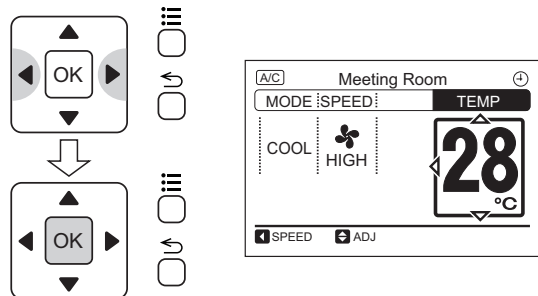 OK
OK
A/C Meeting Room
MODE SPEED TEMP
COOL HIGH 28 °C
SPEED ADJ